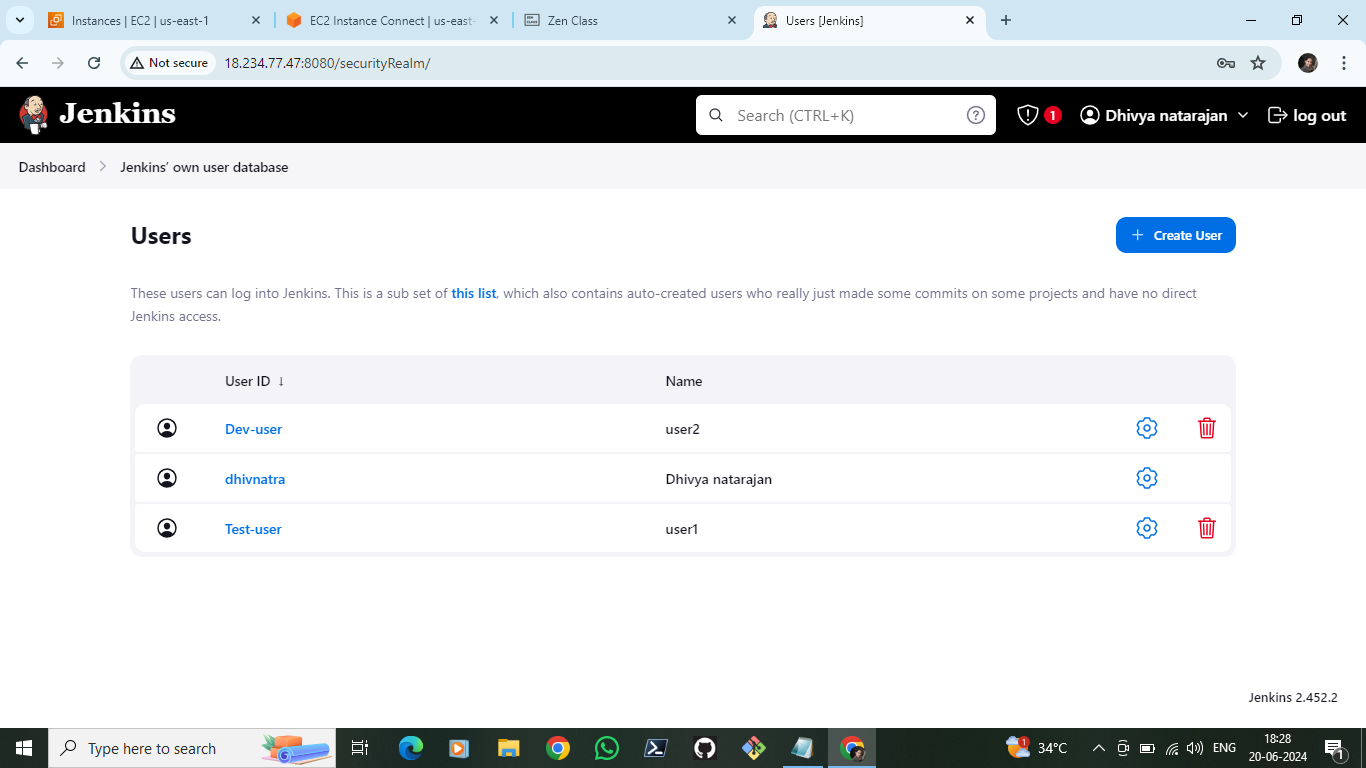 Instances | EC2 | us-east-1
EC2 Instance Connect | us-east-
Zen Class
Users [Jenkins]
Not secure
18.234.77.47:8080/securityRealm/
Jenkins
Search (CTRL+K)
1
Dhivya natarajan
log out
Dashboard
Jenkins’ own user database
Users
Create User
These users can log into Jenkins. This is a sub set of this list, which also contains auto-created users who really just made some commits on some projects and have no direct
Jenkins access.
User ID ↓
Name
Dev-user
user2
dhivnatra
Dhivya natarajan
Test-user
user1
Jenkins 2.452.2
Type here to search
1
34°C
ENG
18:28
20-06-2024
1